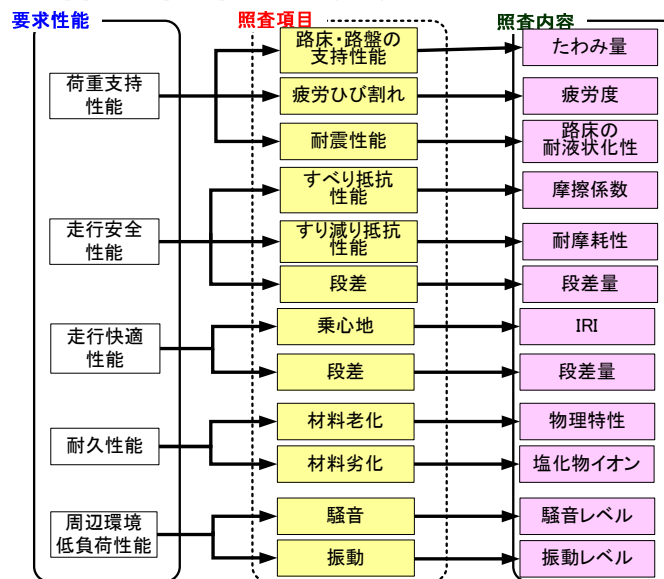 要求性能
照査項目
照査内容
荷重支持
性能
路床・路盤の
支持性能
たわみ量
疲労ひび割れ
疲労度
耐震性能
路床の
耐液状化性
走行安全
性能
すべり抵抗
性能
摩擦係数
すり減り抵抗
性能
耐摩耗性
段差
段差量
走行快適
性能
乗心地
IRI
段差
段差量
耐久性能
材料老化
物理特性
材料劣化
塩化物イオン
周辺環境
低負荷性能
騒音
騒音レベル
振動
振動レベル